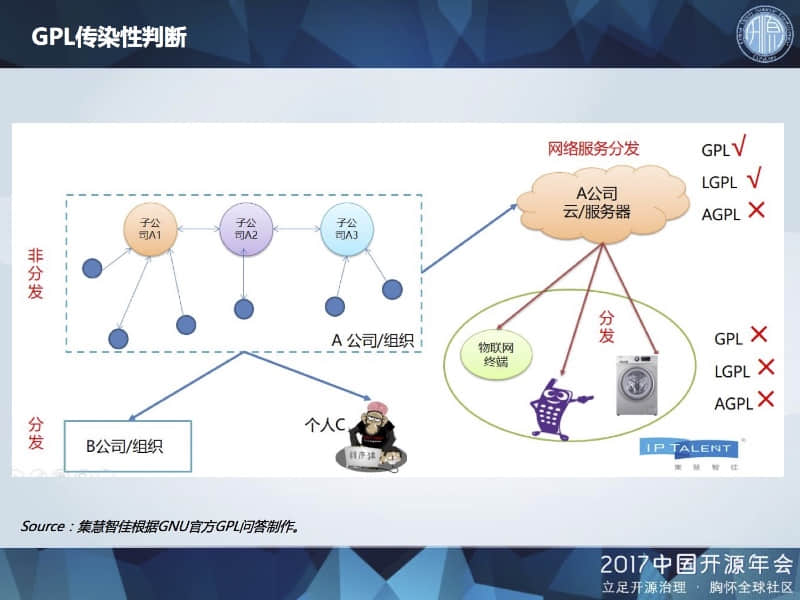 GPL传染性判断
网络服务分发
GPL √
LGPL √
AGPL ×
A公司
云/服务器
子公
司A1
子公
司A2
子公
司A3
非分发
A 公司/组织
分发
物联网
终端
GPL ×
LGPL ×
AGPL ×
分发
B公司/组织
个人C
程序猿
IP TALENT
集慧智佳
Source：集慧智佳根据GNU官方GPL问答制作。
2017中国开源年会
立足开源治理 · 胸怀全球社区